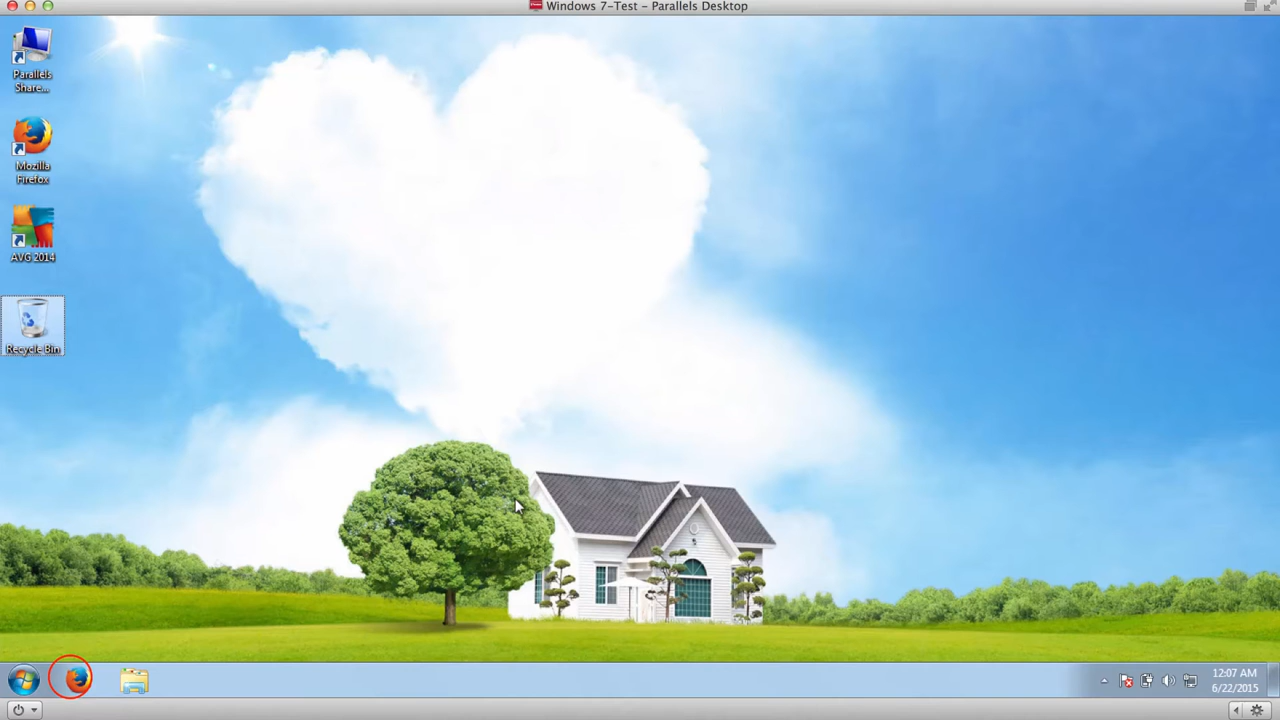 Windows 7-Test - Parallels Desktop
Parallels
Share...
Mozilla
Firefox
AVG 2014
Recycle Bin
12:07 AM
6/22/2015